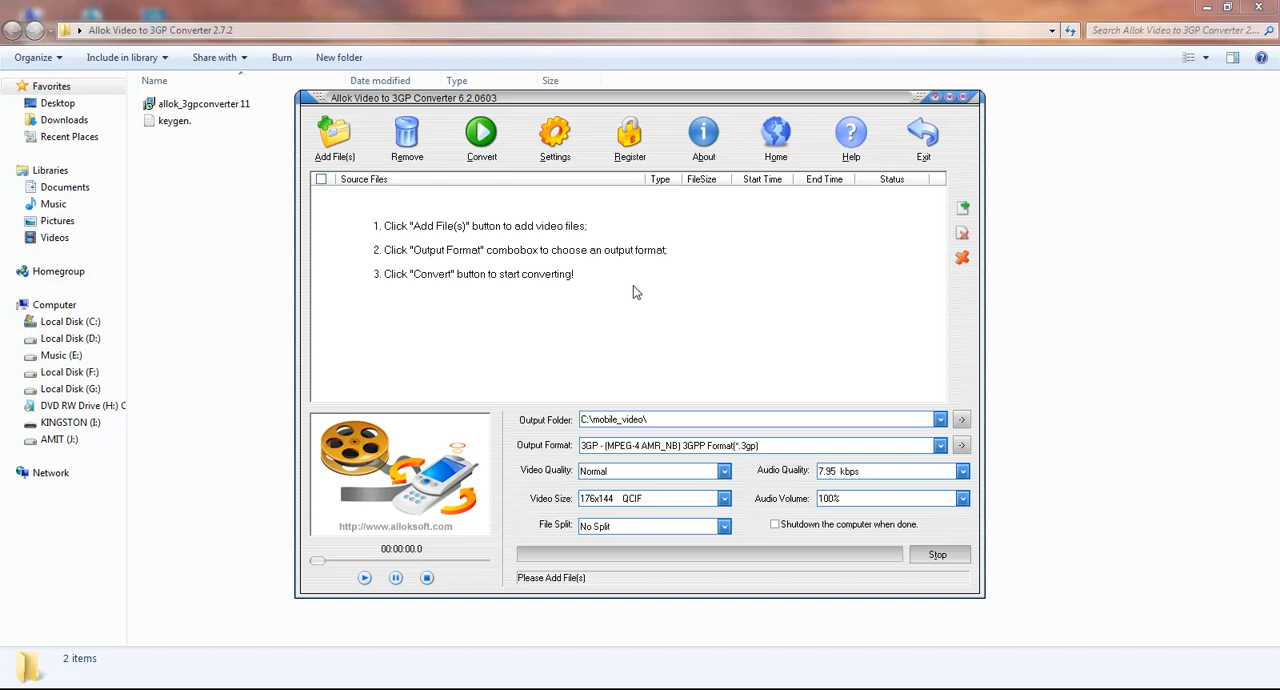 Allok Video to 3GP Converter 2.7.2
Search Allok Video to 3GP Converter 2....
Organize
Include in library
Share with
Burn
New folder
Favorites
Desktop
Downloads
Recent Places
Libraries
Documents
Music
Pictures
Videos
Homegroup
Computer
Local Disk (C:)
Local Disk (D:)
Music (E:)
Local Disk (F:)
Local Disk (G:)
DVD RW Drive (H:) C
KINGSTON (I:)
AMIT (J:)
Network
Name
Date modified
Type
Size
allok_3gpconverter11
keygen.
Allok Video to 3GP Converter 6.2.0603
Add File(s)
Remove
Convert
Settings
Register
About
Home
Help
Exit
Source Files
Type
FileSize
Start Time
End Time
Status
1. Click "Add File(s)" button to add video files;
2. Click "Output Format" combobox to choose an output format;
3. Click "Convert" button to start converting!
http://www.alloksoft.com
00:00:00.0
Output Folder: C:\mobile_video\
Output Format: 3GP - (MPEG-4 AMR_NB) 3GPP Format(*.3gp)
Video Quality: Normal
Audio Quality: 7.95 kbps
Video Size: 176x144 QCIF
Audio Volume: 100%
File Split: No Split
Shutdown the computer when done.
Stop
Please Add File(s)
2 items